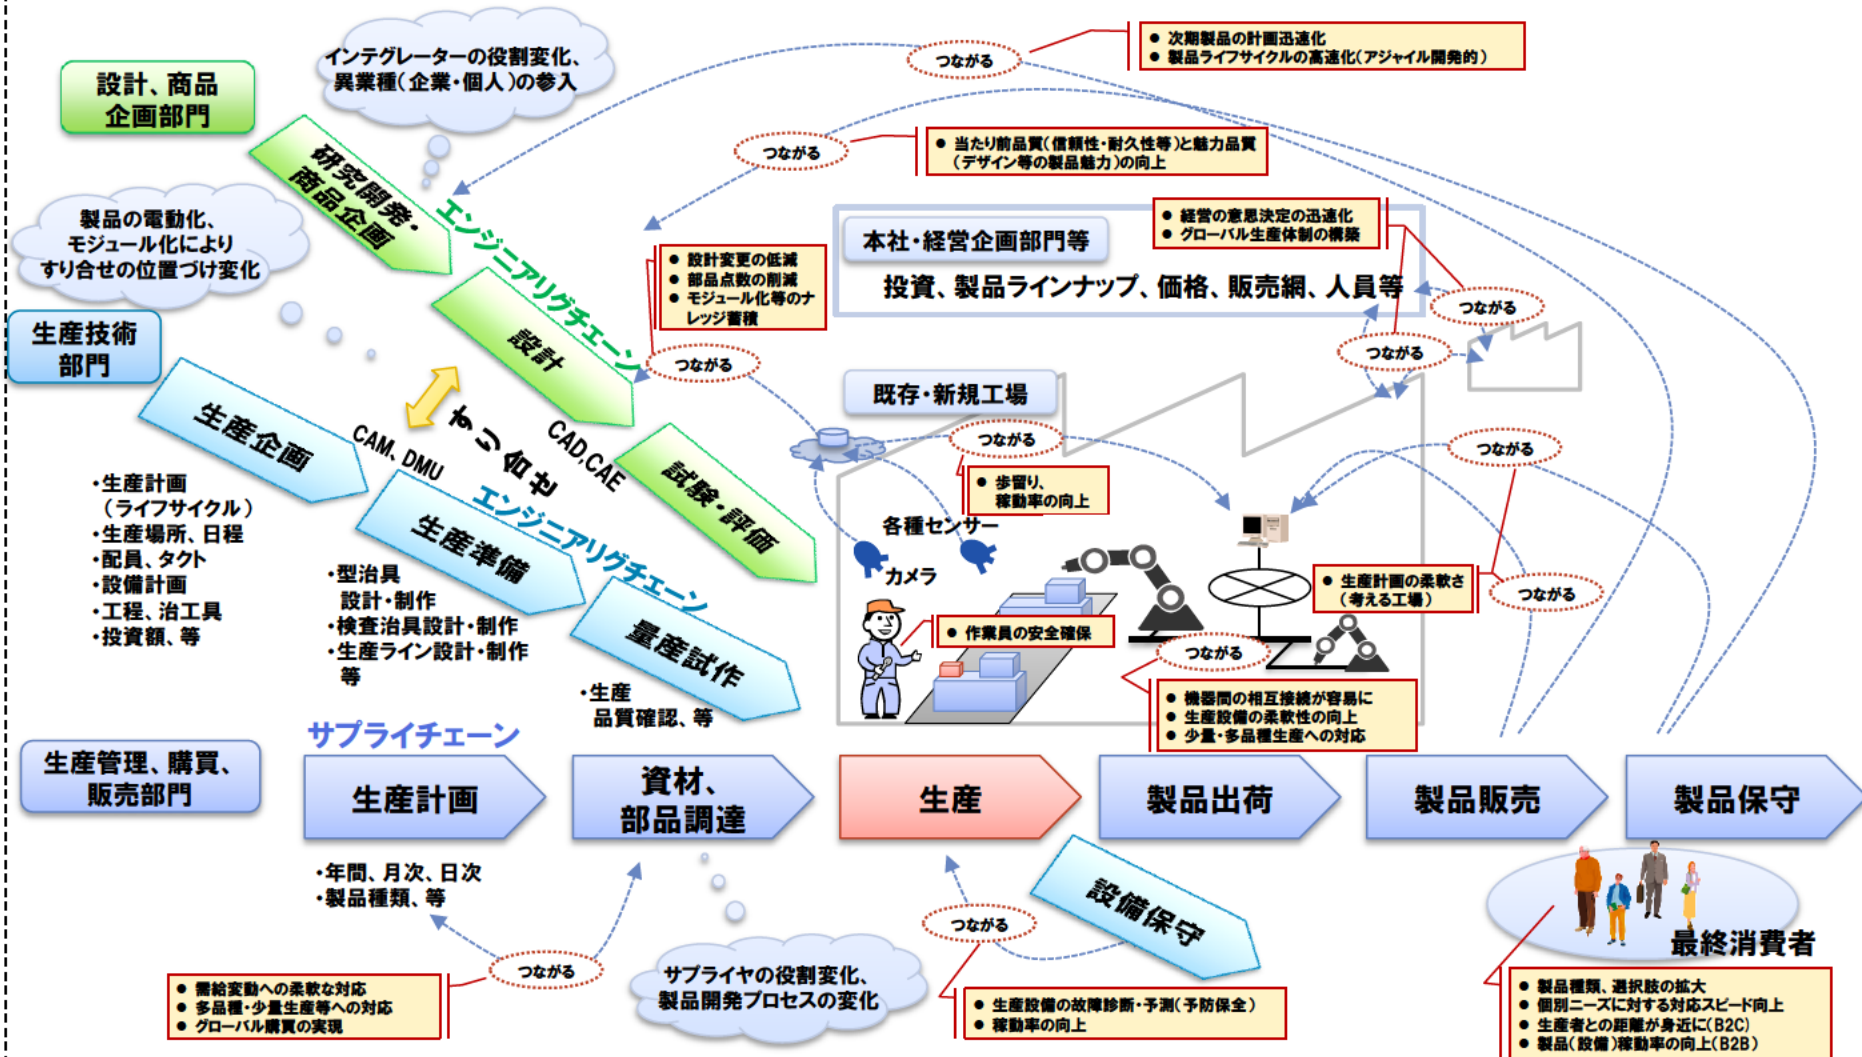 インテグレーターの役割変化、
異業種(企業・個人)の参入
つながる
● 次期製品の計画迅速化
● 製品ライフサイクルの高速化(アジャイル開発的)
設計、商品
企画部門
つながる
● 当たり前品質(信頼性・耐久性等)と魅力品質
(デザイン等の製品魅力)の向上
研究開発・
商品企画
エンジニアリグチェーン
製品の電動化、
モジュール化により
すり合せの位置づけ変化
● 経営の意思決定の迅速化
● グローバル生産体制の構築
本社・経営企画部門等
投資、製品ラインナップ、価格、販売網、人員等
つながる
つながる
● 設計変更の低減
● 部品点数の削減
● モジュール化等のナ
レッジ蓄積
つながる
設計
生産技術
部門
生産企画
CAM、DMU
すり合せ
CAD,CAE
試験・評価
既存・新規工場
つながる
● 歩留り、
稼動率の向上
つながる
・生産計画
(ライフサイクル)
・生産場所、日程
・配員、タクト
・設備計画
・工程、治工具
・投資額、等
生産準備
エンジニアリグチェーン
・型治具
設計・制作
・検査治具設計・制作
・生産ライン設計・制作
等
量産試作
・生産
品質確認、等
各種センサー
カメラ
● 作業員の安全確保
● 生産計画の柔軟さ
(考える工場)
つながる
つながる
● 機器間の相互接続が容易に
● 生産設備の柔軟性の向上
● 少量・多品種生産への対応
サプライチェーン
生産管理、購買、
販売部門
生産計画
資材、
部品調達
生産
製品出荷
製品販売
製品保守
・年間、月次、日次
・製品種類、等
つながる
● 需給変動への柔軟な対応
● 多品種・少量生産等への対応
● グローバル購買の実現
サプライヤの役割変化、
製品開発プロセスの変化
つながる
設備保守
● 生産設備の故障診断・予測(予防保全)
● 稼動率の向上
最終消費者
● 製品種類、選択肢の拡大
● 個別ニーズに対する対応スピード向上
● 生産者との距離が身近に(B2C)
● 製品(設備)稼動率の向上(B2B)